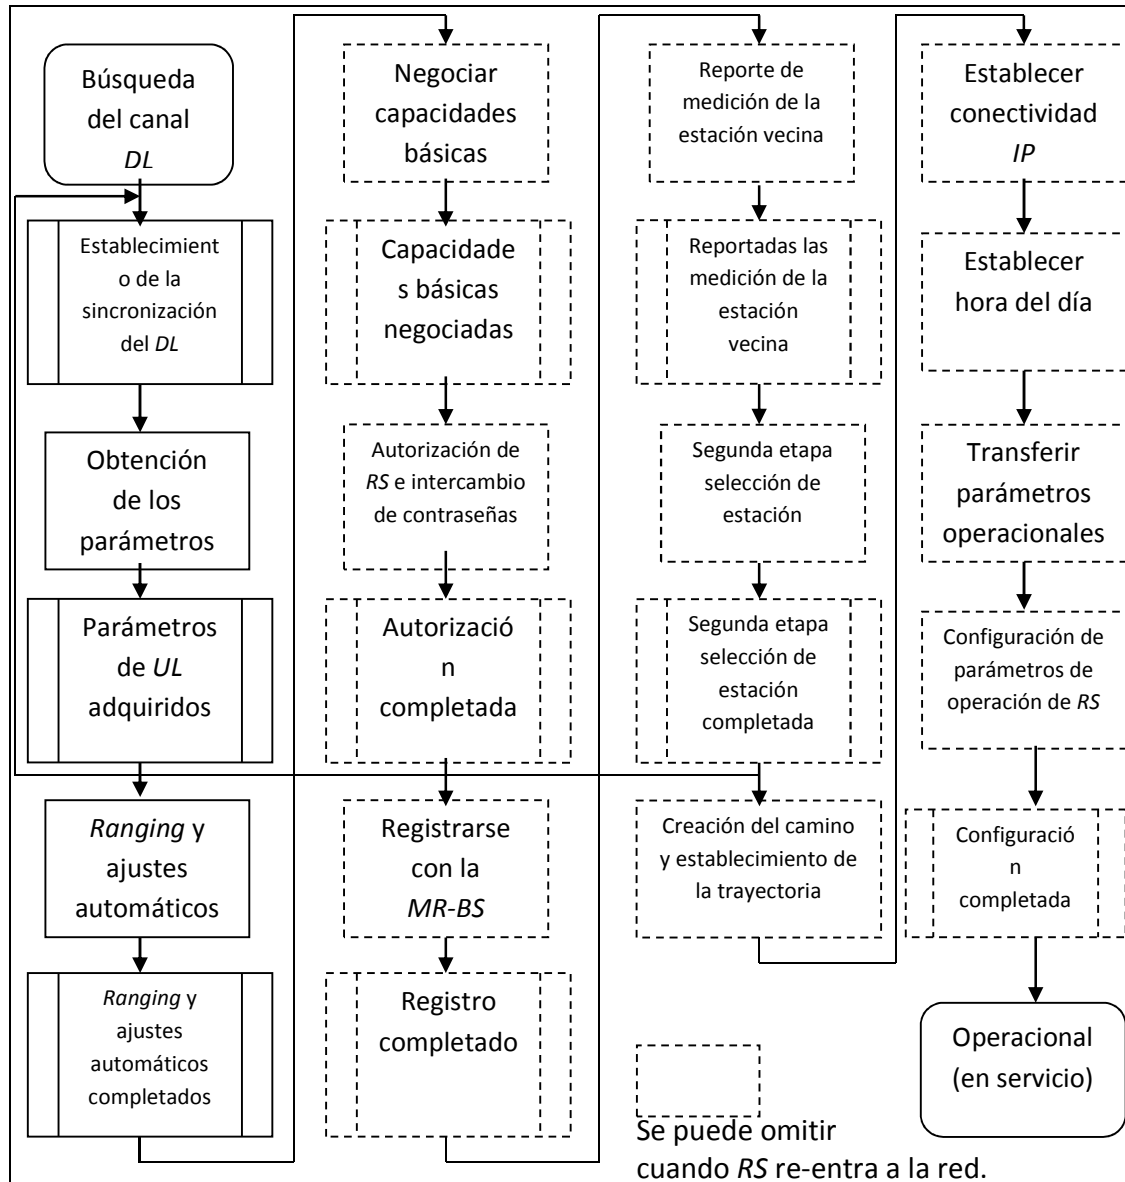 Búsqueda
del canal
DL
Establecimient
o de la
sincronización
del DL
Obtención
de los
parámetros
Parámetros
de UL
adquiridos
Ranging y
ajustes
automáticos
Ranging y
ajustes
automáticos
completados
Negociar
capacidades
básicas
Capacidade
s básicas
negociadas
Autorización de
RS e intercambio
de contraseñas
Autorizació
n
completada
Registrarse
con la
MR-BS
Registro
completado
Reporte de
medición de la
estación vecina
Reportadas las
medición de la
estación
vecina
Segunda etapa
selección de
estación
Segunda etapa
selección de
estación
completada
Creación del camino
y establecimiento de
la trayectoria
Se puede omitir
cuando RS re-entra a la red.
Establecer
conectividad
IP
Establecer
hora del día
Transferir
parámetros
operacionales
Configuración de
parámetros de
operación de RS
Configuració
n
completada
Operacional
(en servicio)